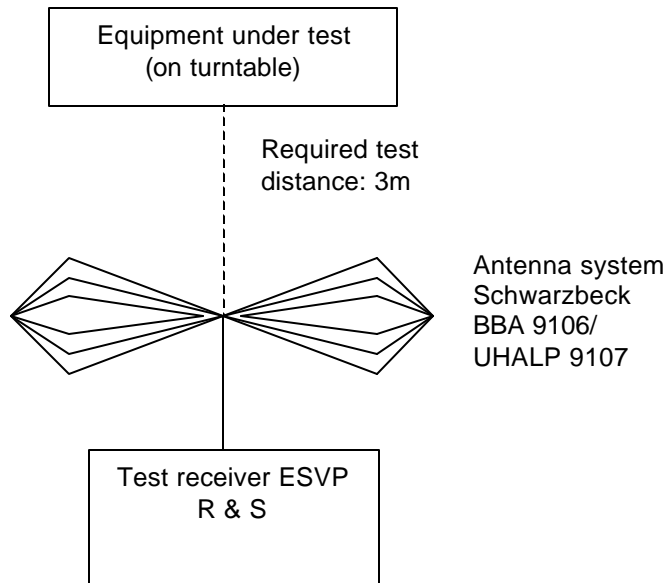 Equipment under test
(on turntable)
Required test
distance: 3m
Antenna system
Schwarzbeck
BBA 9106/
UHALP 9107
Test receiver ESVP
R & S